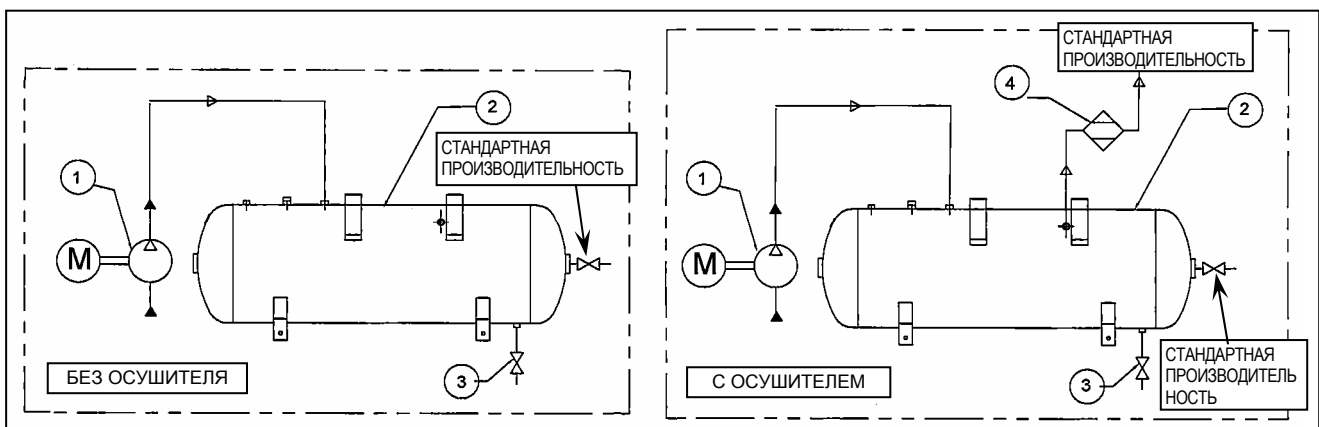 2
СТАНДАРТНАЯ
ПРОИЗВОДИТЕЛЬНОСТЬ
1
M
3
БЕЗ ОСУШИТЕЛЯ
СТАНДАРТНАЯ
ПРОИЗВОДИТЕЛЬНОСТЬ
4
2
1
M
3
СТАНДАРТНАЯ
ПРОИЗВОДИТЕЛЬ
НОСТЬ
С ОСУШИТЕЛЕМ